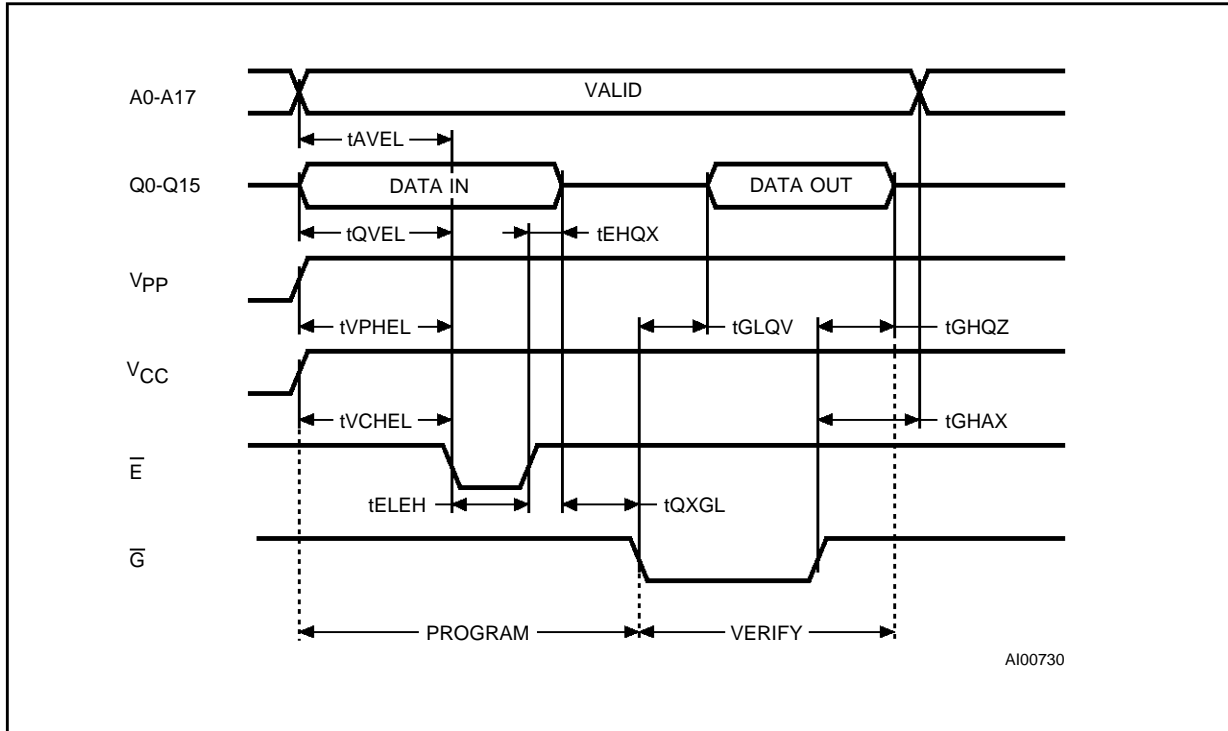 A0-A17
VALID
tAVEL
Q0-Q15
DATA IN
DATA OUT
tQVEL
tEHQX
VPP
tVPHEL
tGLQV
tGHQZ
VCC
tVCHEL
tGHAX
E̅
tELEH
tQXGL
G̅
PROGRAM
VERIFY
AI00730